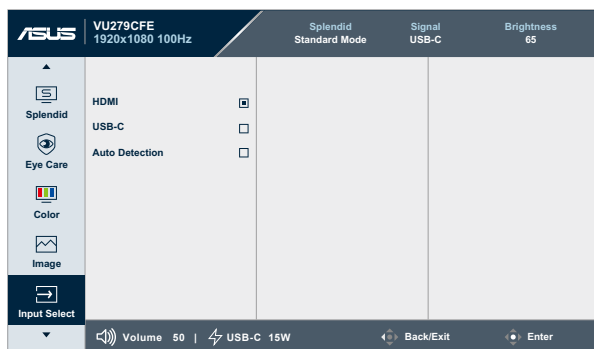 ASUS
VU279CFE
1920x1080 100Hz
Splendid
Standard Mode
Signal
USB-C
Brightness
65
Splendid
Eye Care
Color
Image
Input Select
HDMI
USB-C
Auto Detection
Volume 50 | USB-C 15W
Back/Exit
Enter